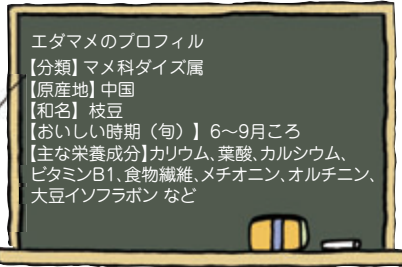 エダマメのプロフィル
【分類】マメ科ダイズ属
【原産地】中国
【和名】枝豆
【おいしい時期（旬）】6〜9月ころ
【主な栄養成分】カリウム、葉酸、カルシウム、
ビタミンB1、食物繊維、メチオニン、オルチニン、
大豆イソフラボン など